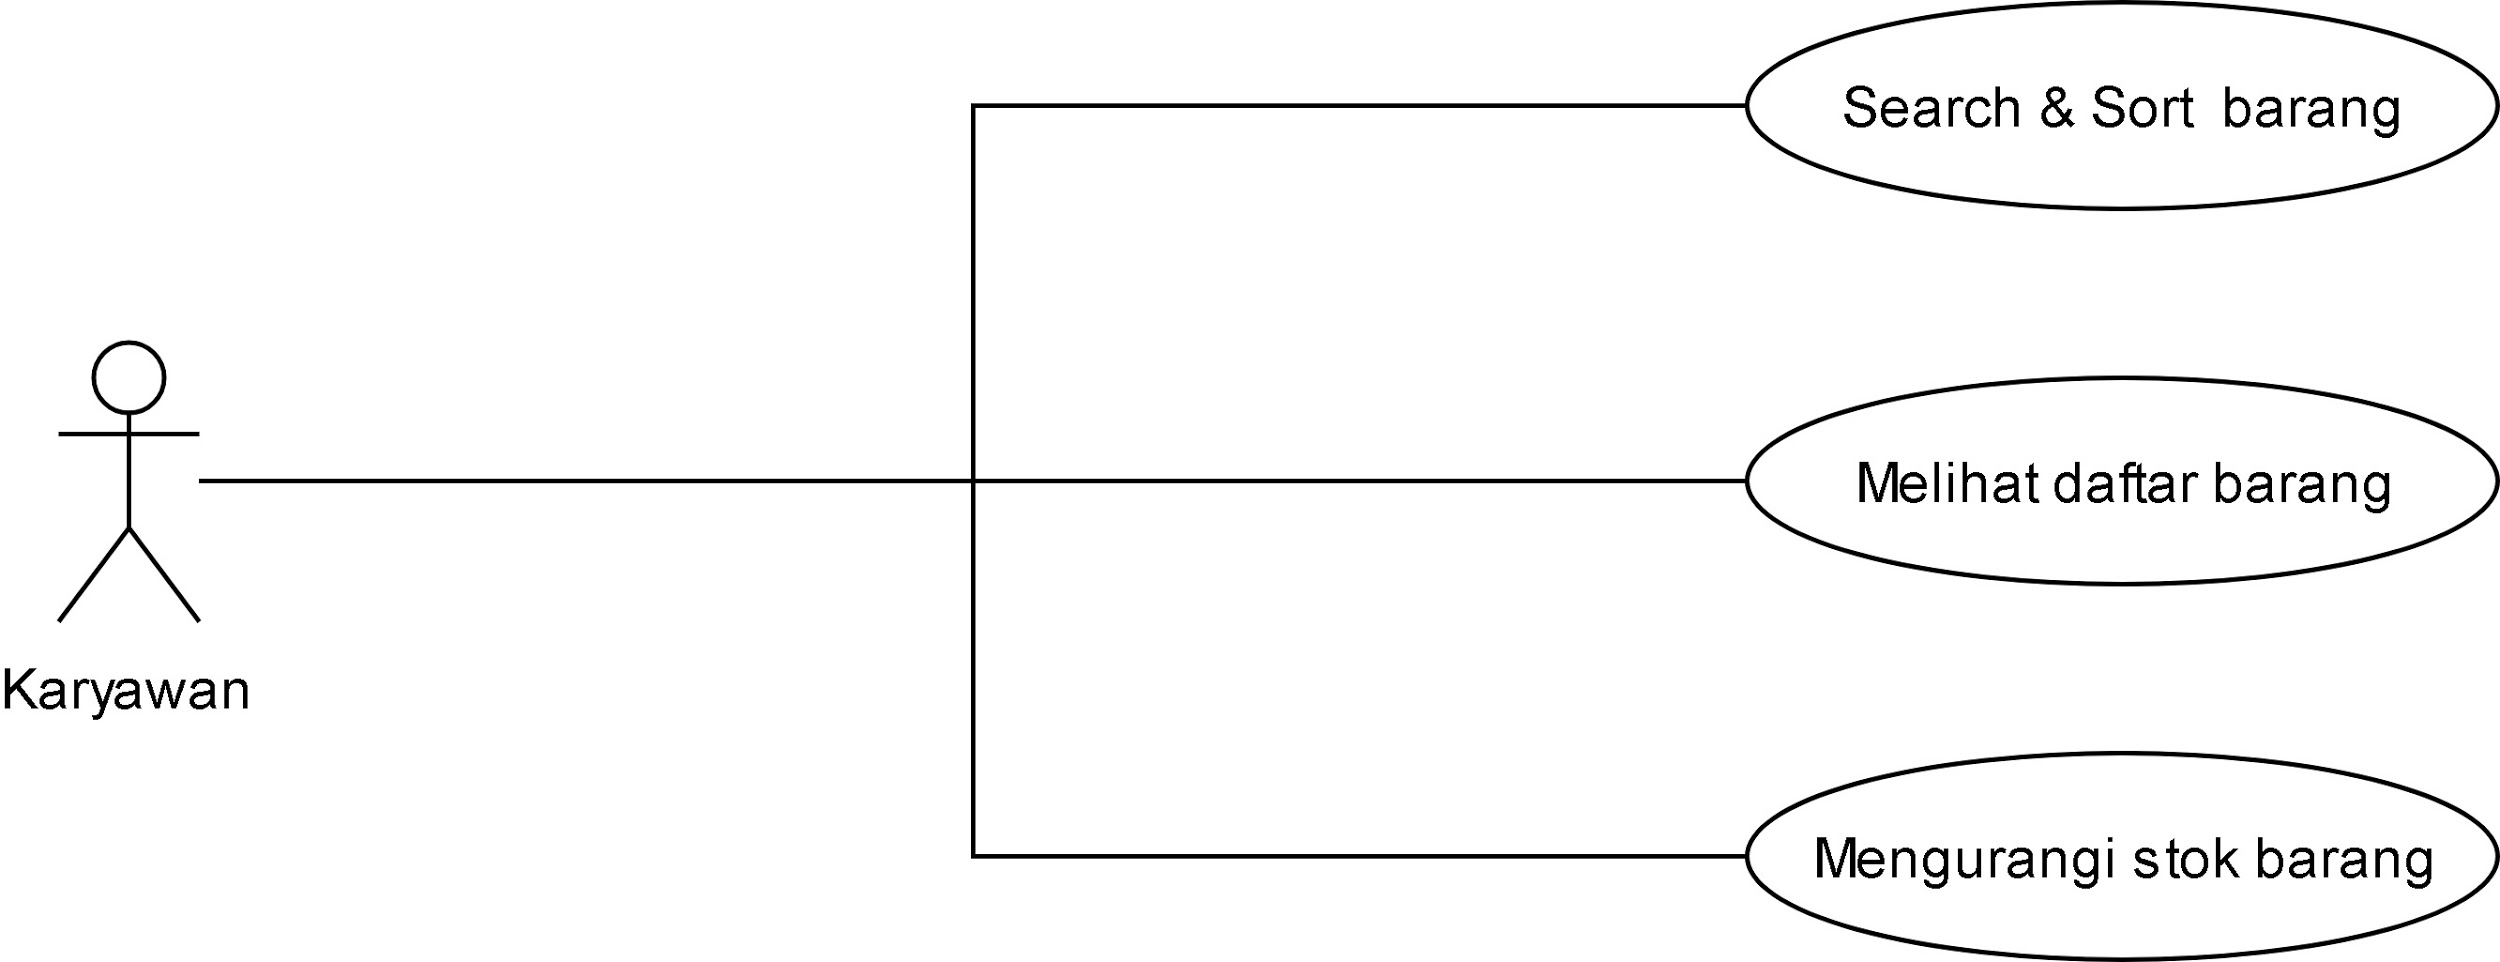 Search & Sort  barang
Melihat daftar barang
Karyawan
Mengurangi stok barang